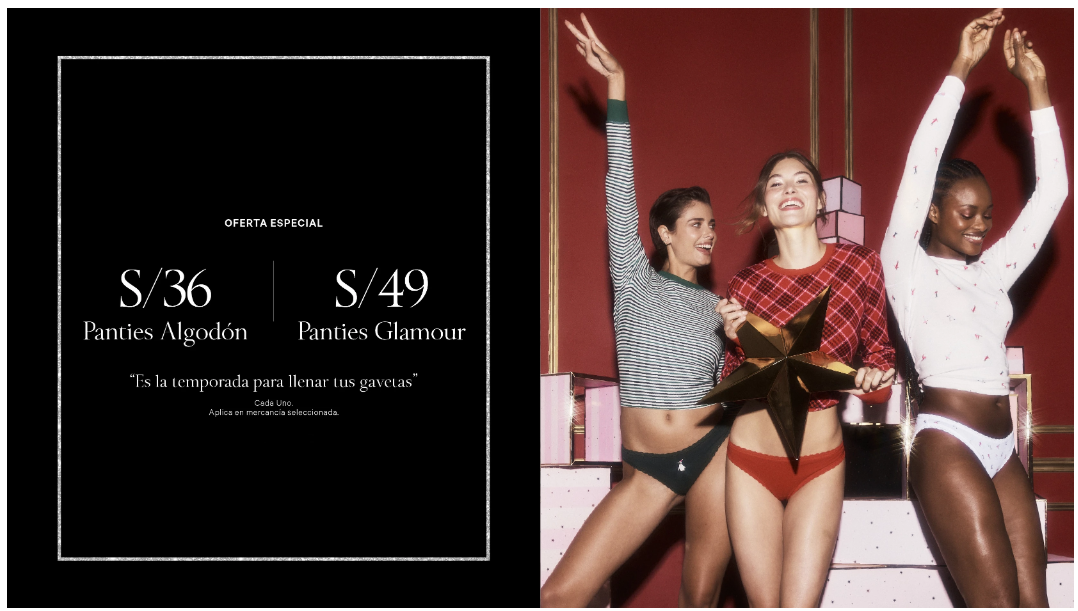 OFERTA ESPECIAL
S/36
Panties Algodón
S/49
Panties Glamour
“Es la temporada para llenar tus gavetas”
Cada Uno.
Aplica en mercancía seleccionada.